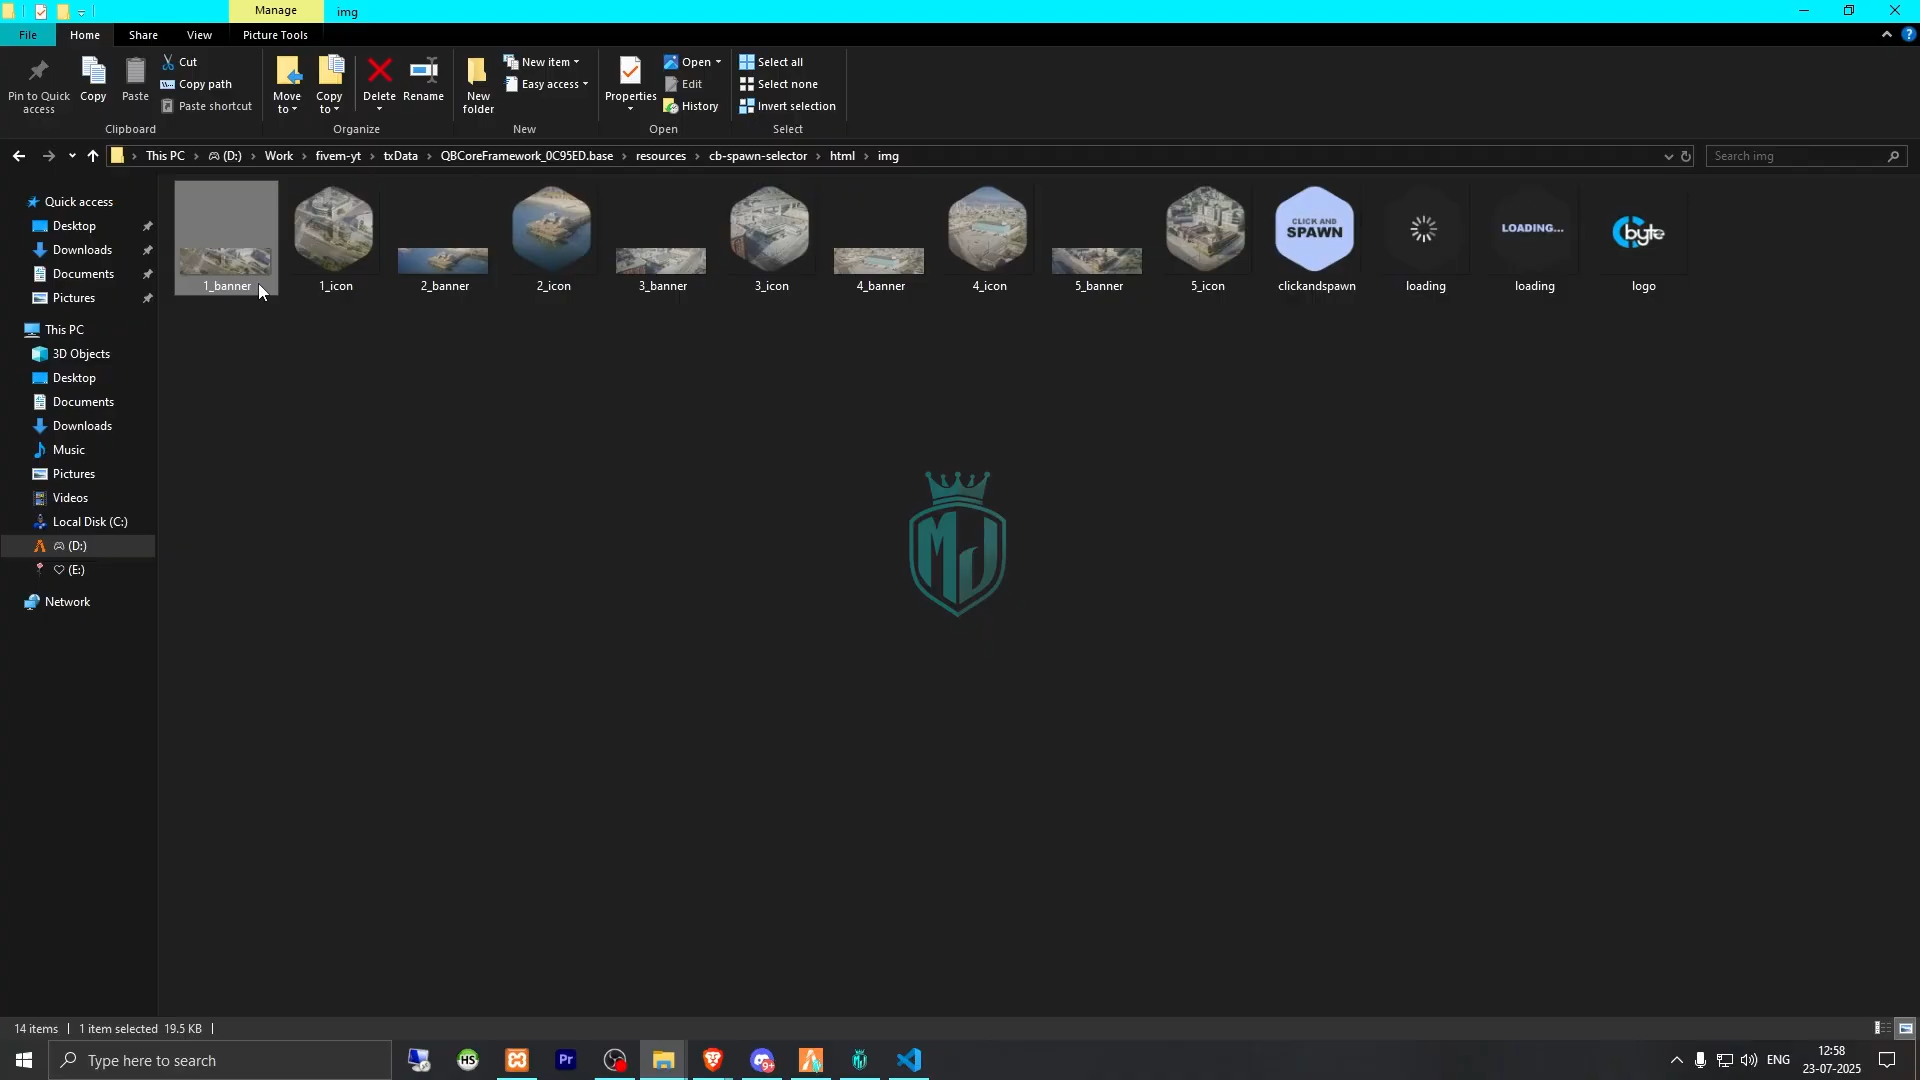 Manage
img
File
Home
Share
View
Picture Tools
Pin to Quick access
Copy
Paste
Cut
Copy path
Paste shortcut
Clipboard
Move to
Copy to
Delete
Rename
Organize
New folder
New item
Easy access
New
Properties
Open
Edit
History
Open
Select all
Select none
Invert selection
Select
This PC
(D:)
Work
fivem-yt
txData
QBCoreFramework_0C95ED.base
resources
cb-spawn-selector
html
img
Search img
Quick access
Desktop
Downloads
Documents
Pictures
This PC
3D Objects
Desktop
Documents
Downloads
Music
Pictures
Videos
Local Disk (C:)
(D:)
(E:)
Network
CLICK AND
SPAWN
LOADING...
byte
1_banner
1_icon
2_banner
2_icon
3_banner
3_icon
4_banner
4_icon
5_banner
5_icon
clickandspawn
loading
loading
logo
MJ
14 items
1 item selected 19.5 KB
Type here to search
HS
Pr
9+
ENG
12:58
23-07-2025